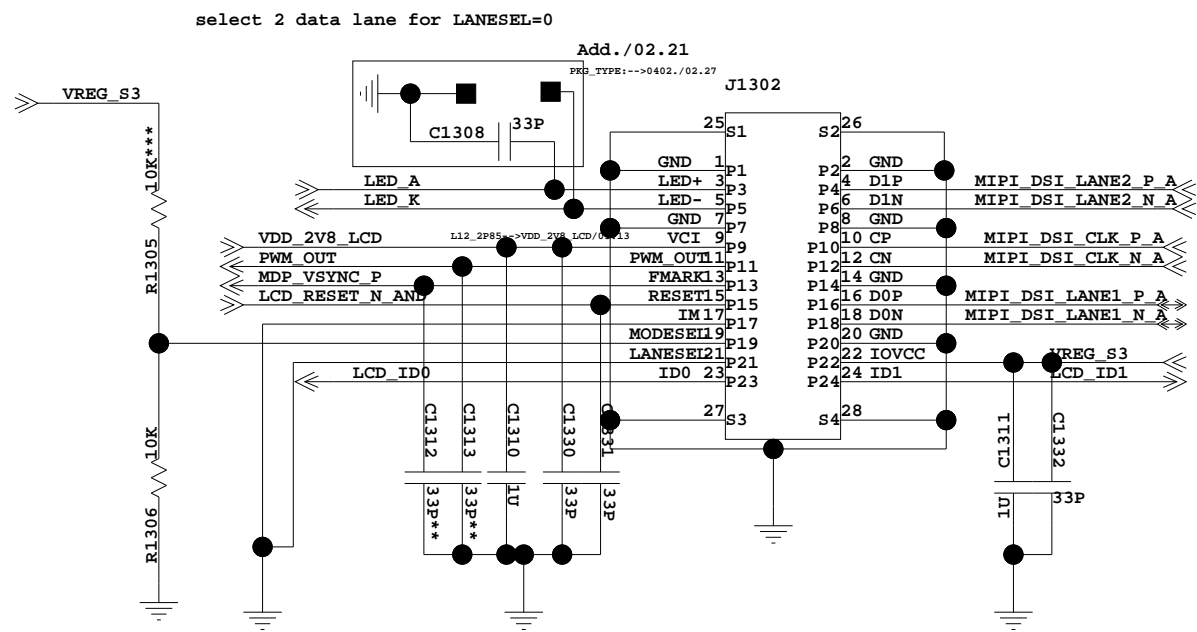 select 2 data lane for LANESEL=0
Add./02.21
PKG_TYPE:-->0402./02.27
J1302
VREG_S3
10K***
R1305
C1308
33P
25 S1
S2 26
GND 1 P1
P2 2 GND
LED_A LED+ 3 P3
P4 4 D1P MIPI_DSI_LANE2_P_A
LED_K LED- 5 P5
P6 6 D1N MIPI_DSI_LANE2_N_A
GND 7 P7
P8 8 GND
VDD_2V8_LCD VCI 9 P9
P10 10 CP MIPI_DSI_CLK_P_A
PWM_OUT PWM_OUT 11 P11
P12 12 CN MIPI_DSI_CLK_N_A
MDP_VSYNC_P FMARK 13 P13
P14 14 GND
LCD_RESET_N_AND RESET 15 P15
P16 16 D0P MIPI_DSI_LANE1_P_A
IM 17 P17
P18 18 D0N MIPI_DSI_LANE1_N_A
MODESEL 19 P19
P20 20 GND
LANESEL 21 P21
P22 22 IOVCC VREG_S3
LCD_ID0 ID0 23 P23
P24 24 ID1 LCD_ID1
27 S3
S4 28
10K
R1306
C1312
33P**
C1313
33P**
C1310
1U
C1330
33P
33P
C1311
1U
C1332
33P